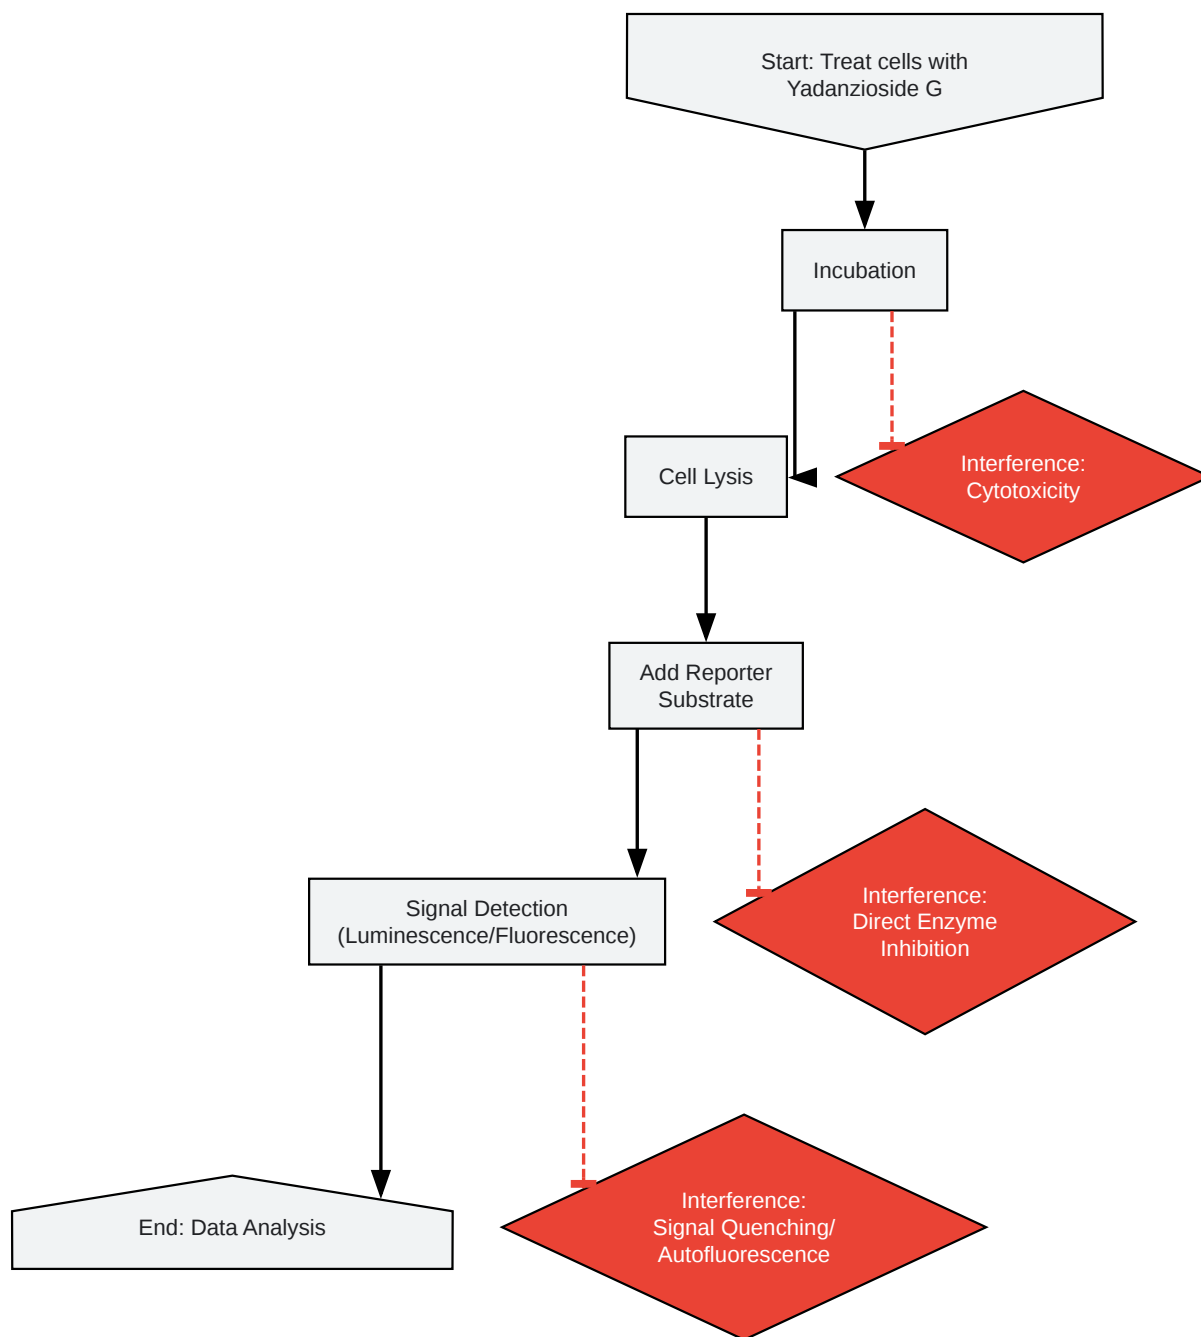 Start: Treat cells with
Yadanzioside G
Incubation
Cell Lysis
Interference:
Cytotoxicity
Add Reporter
Substrate
Signal Detection
(Luminescence/Fluorescence)
Interference:
Direct Enzyme
Inhibition
End: Data Analysis
Interference:
Signal Quenching/
Autofluorescence